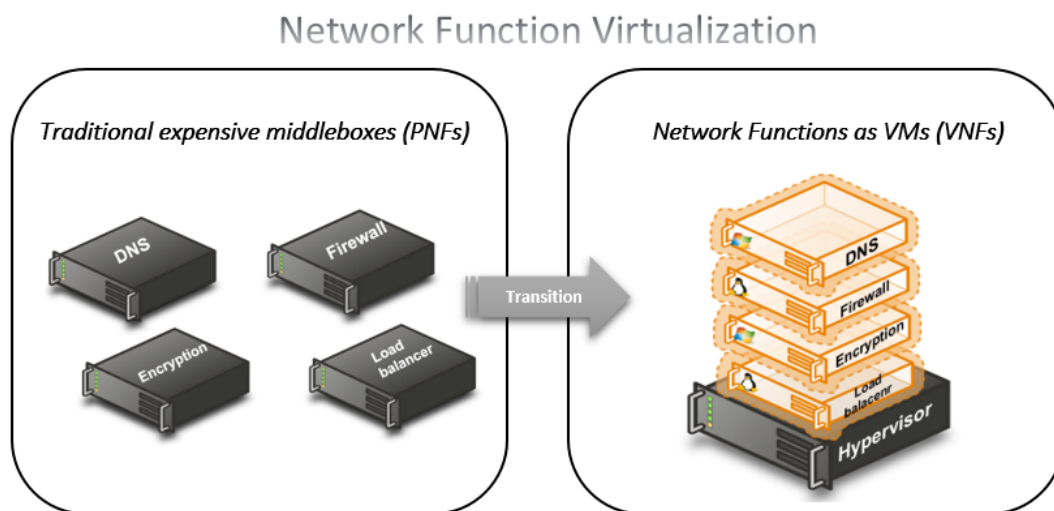 Network Function Virtualization
Traditional expensive middleboxes (PNFs)
DNS
Firewall
Encryption
Load
balancer
Transition
Network Functions as VMs (VNFs)
DNS
Firewall
Encryption
Load
balacenr
Hypervisor